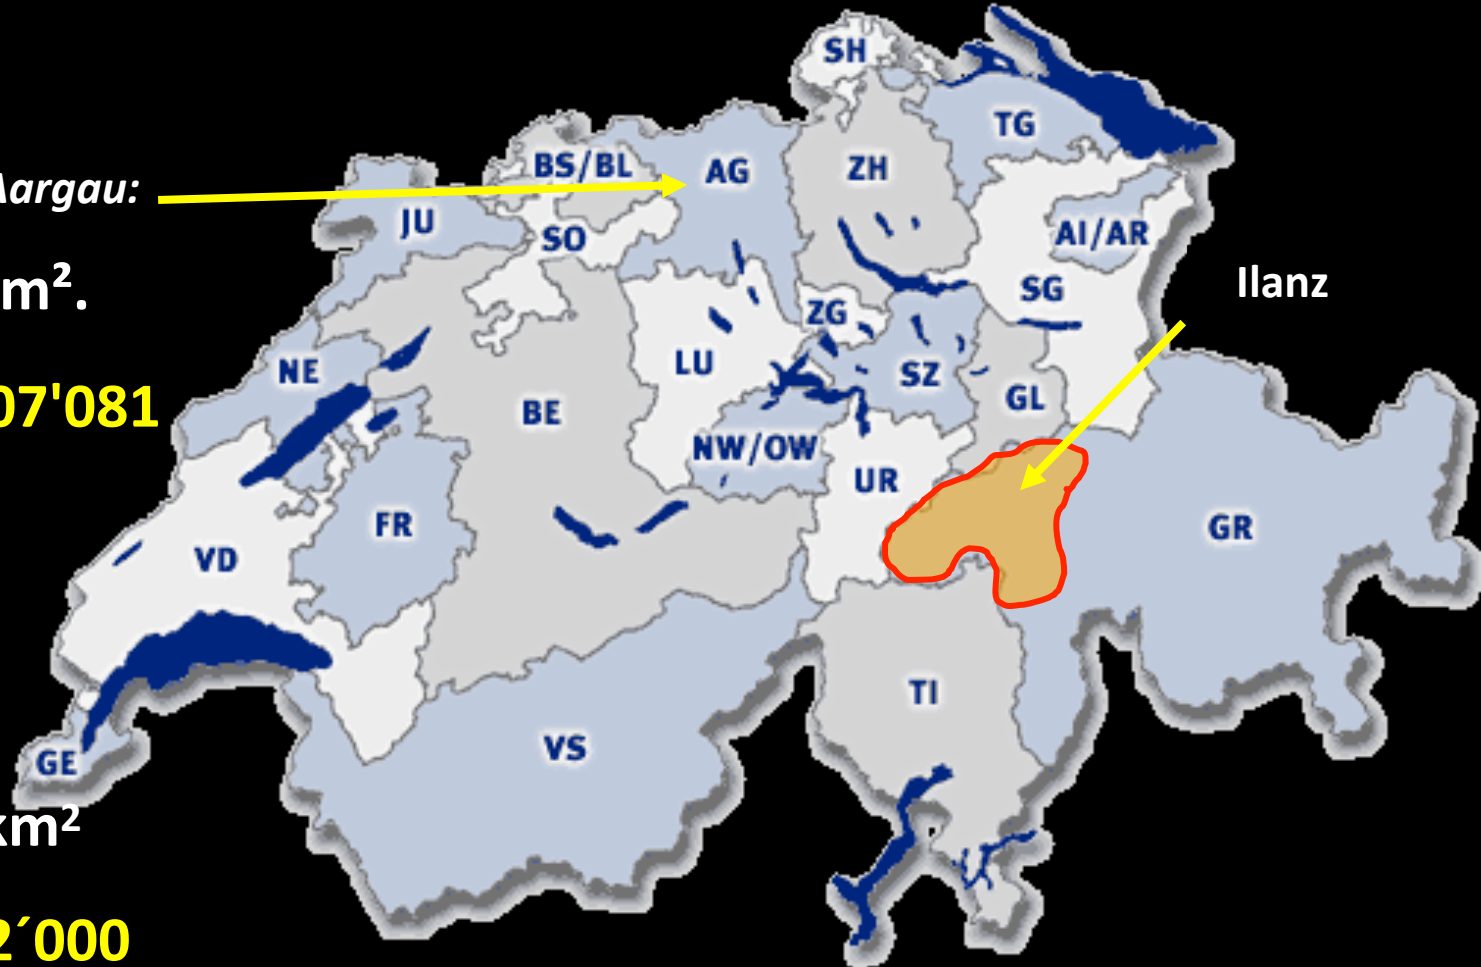 SH
TG
BS/BL
AG
ZH
Aargau:
JU
SO
AI/AR
m².
Ilanz
SG
ZG
NE
LU
SZ
07'081
BE
GL
NW/OW
UR
FR
GR
VD
TI
VS
GE
km²
2´000